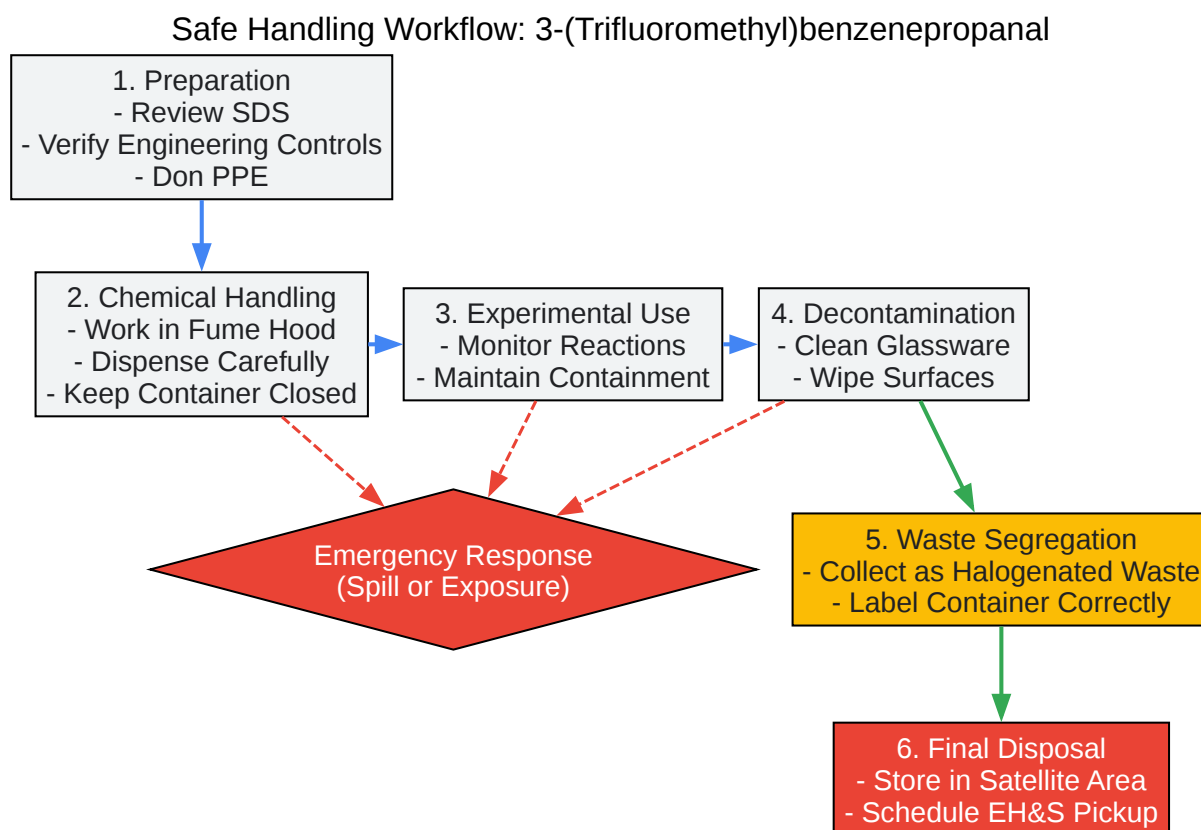 Safe Handling Workflow: 3-(Trifluoromethyl)benzenepropanal
1. Preparation
- Review SDS
- Verify Engineering Controls
- Don PPE
2. Chemical Handling
- Work in Fume Hood
- Dispense Carefully
- Keep Container Closed
3. Experimental Use
- Monitor Reactions
- Maintain Containment
4. Decontamination
- Clean Glassware
- Wipe Surfaces
Emergency Response
(Spill or Exposure)
5. Waste Segregation
- Collect as Halogenated Waste
- Label Container Correctly
6. Final Disposal
- Store in Satellite Area
- Schedule EH&S Pickup